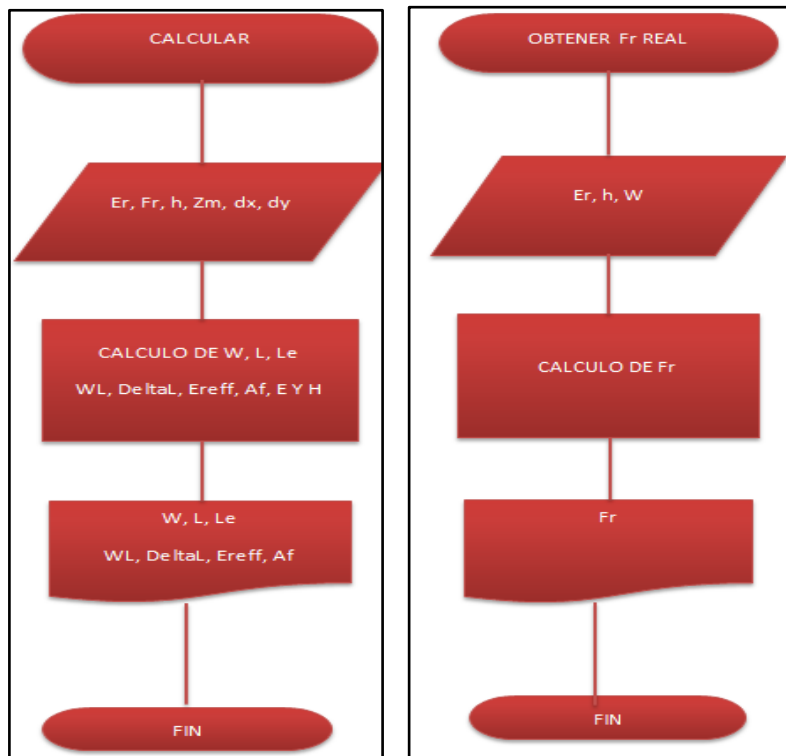 CALCULAR
Er, Fr, h, Zm, dx, dy
CALCULO DE W, L, Le
WL, DeltaL, Ereff, Af, E Y H
W, L, Le
WL, DeltaL, Ereff, Af
FIN
OBTENER Fr REAL
Er, h, W
CALCULO DE Fr
Fr
FIN